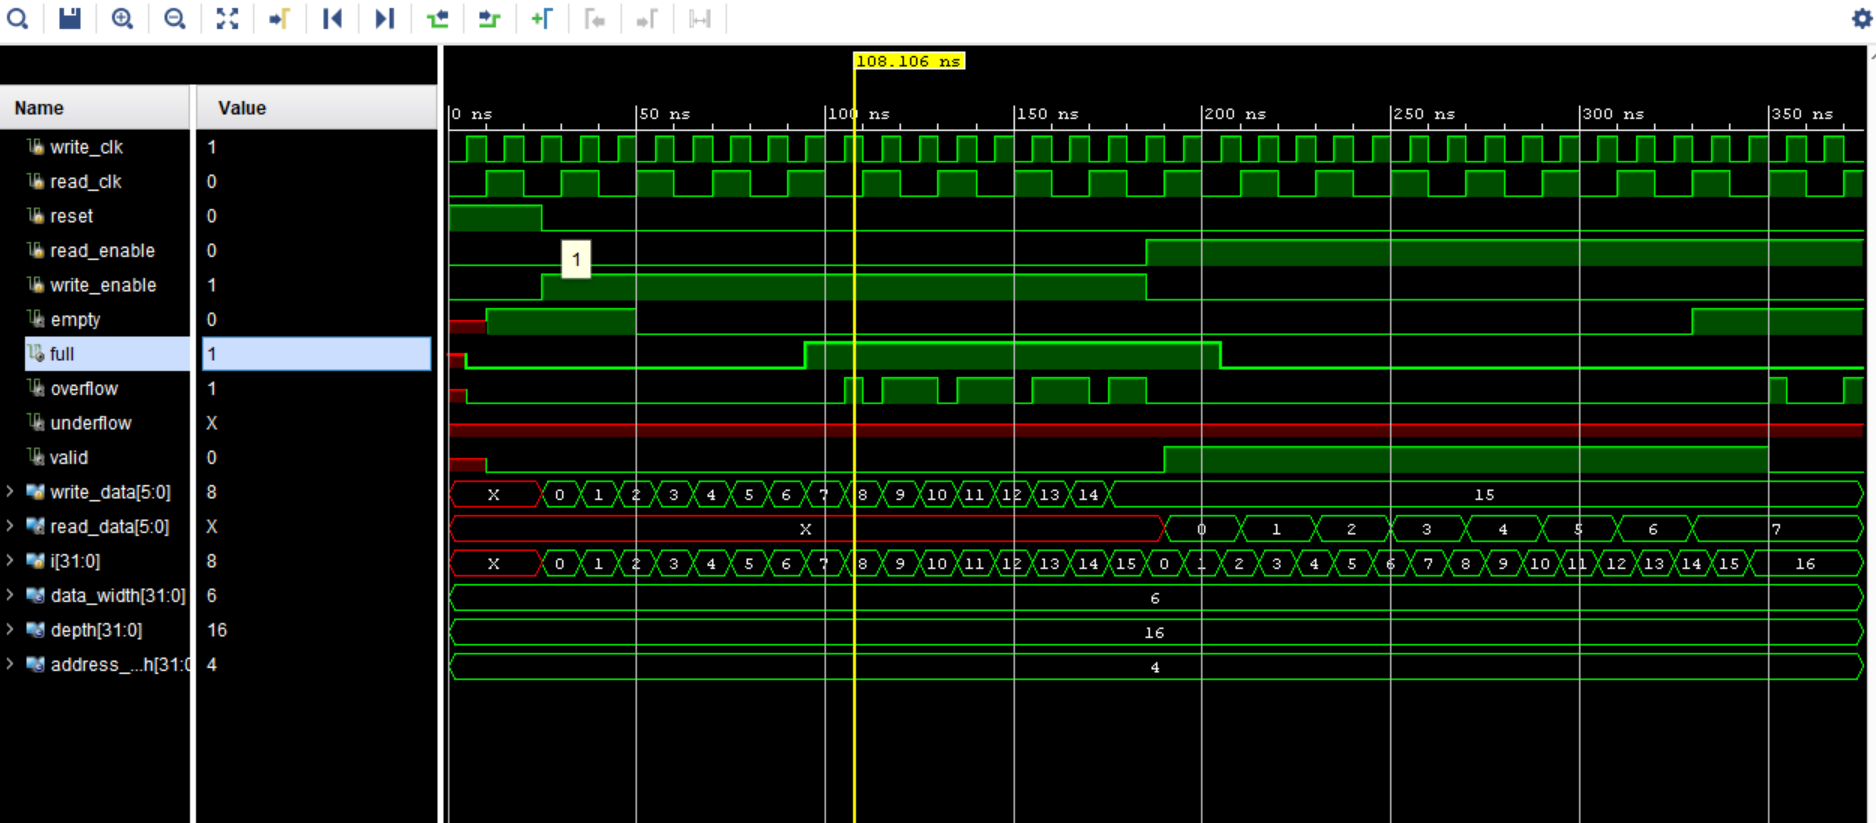 108.106 ns
Name Value
0 ns 50 ns 100 ns 150 ns 200 ns 250 ns 300 ns 350 ns
write_clk 1
read_clk 0
reset 0
read_enable 0
1
write_enable 1
empty 0
full 1
overflow 1
underflow X
valid 0
write_data[5:0] 8 X 0 1 2 3 4 5 6 7 8 9 10 11 12 13 14 15
read_data[5:0] X X 0 1 2 3 4 5 6 7
i[31:0] 8 X 0 1 2 3 4 5 6 7 8 9 10 11 12 13 14 15 0 1 2 3 4 5 6 7 8 9 10 11 12 13 14 15 16
data_width[31:0] 6 6
depth[31:0] 16 16
address_...h[31:0 4 4